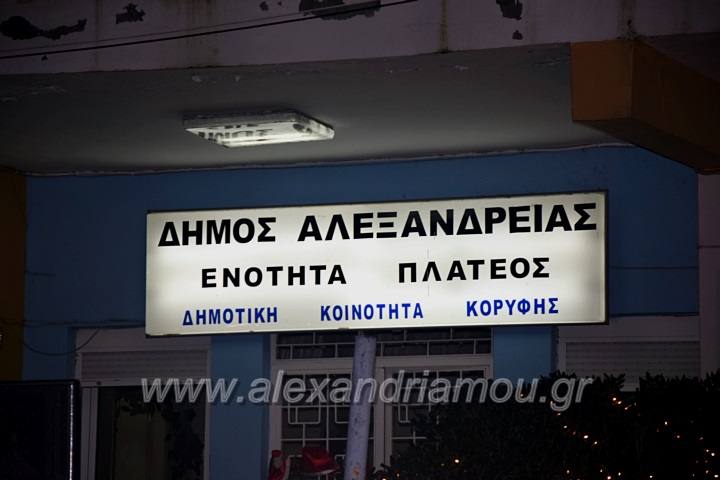 ΔΗΜΟΣ ΑΛΕΞΑΝΔΡΕΙΑΣ
ΕΝΟΤΗΤΑ ΠΛΑΤΕΟΣ
ΔΗΜΟΤΙΚΗ ΚΟΙΝΟΤΗΤΑ ΚΟΡΥΦΗΣ
www.alexandriamou.gr